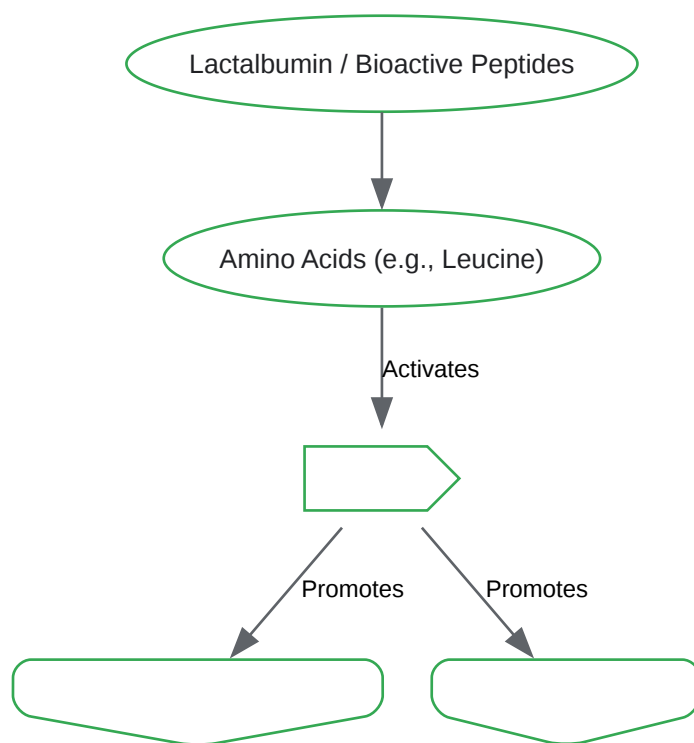 Lactalbumin / Bioactive Peptides
Amino Acids (e.g., Leucine)
Activates
Promotes
Promotes